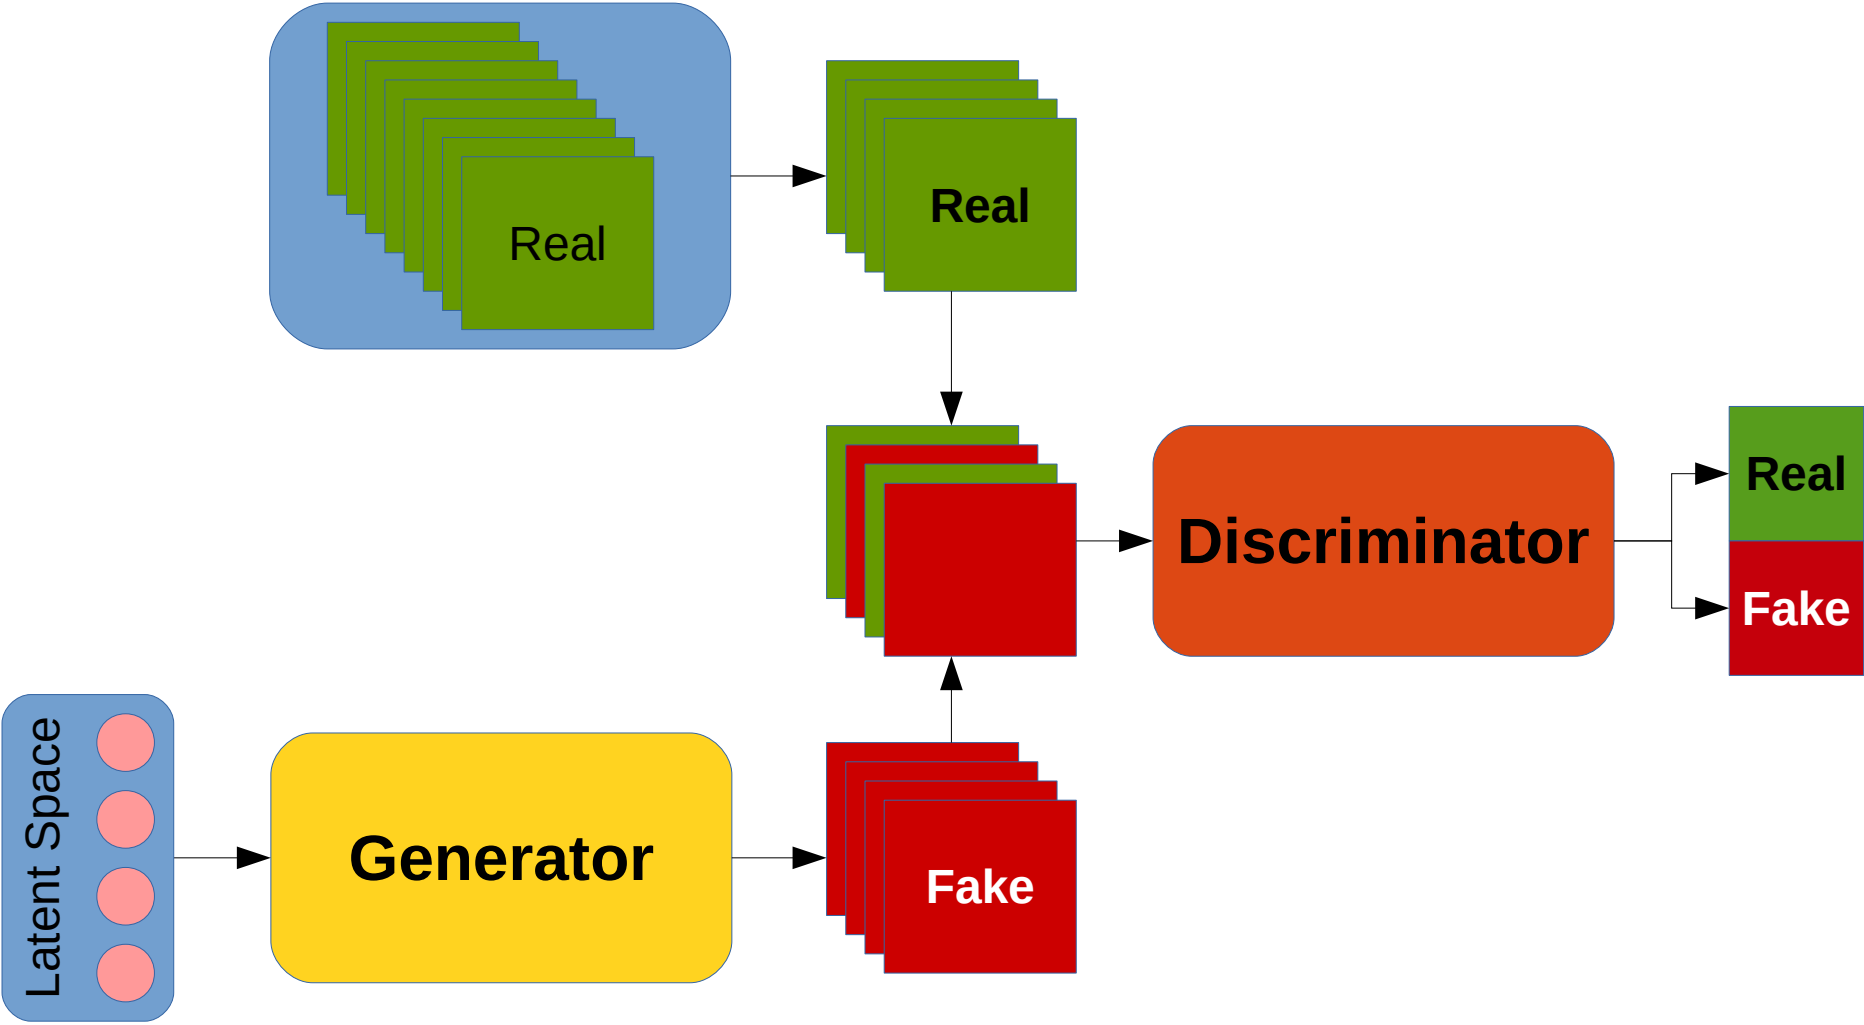 Real
Real
Discriminator
Real
Fake
Latent Space
Generator
Fake